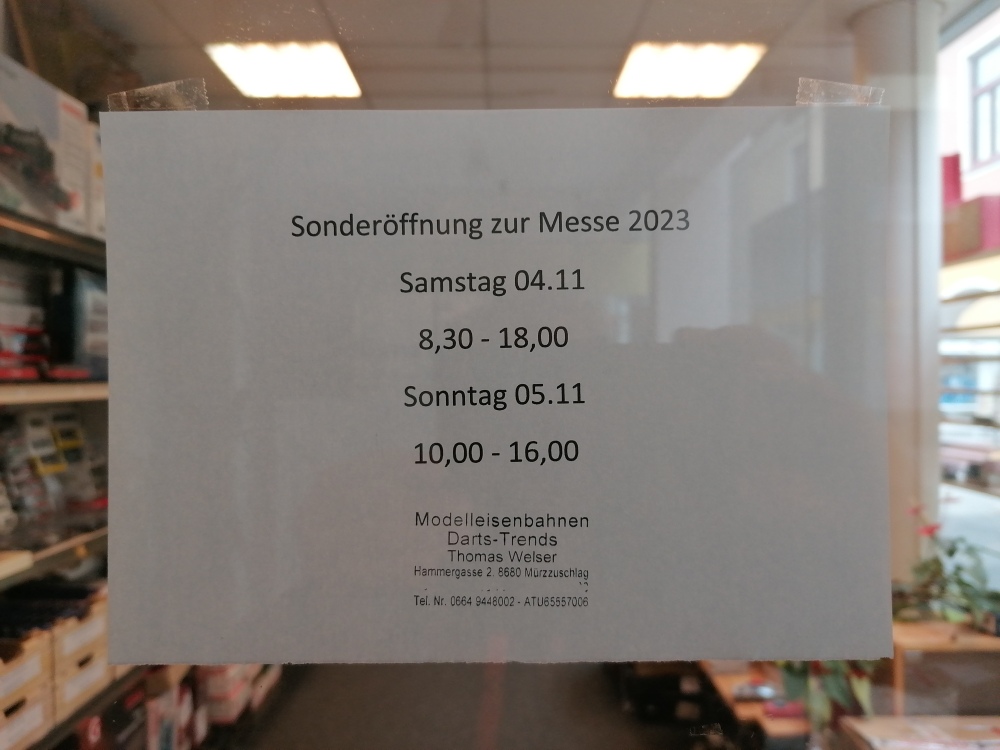 Sonderöffnung zur Messe 2023
Samstag 04.11
8,30 - 18,00
Sonntag 05.11
10,00 - 16,00
Modelleisenbahnen
Darts-Trends
Thomas Welser
Hammergasse 2, 8680 Mürzzuschlag
Tel. Nr. 0664 9448002 - ATU65557006